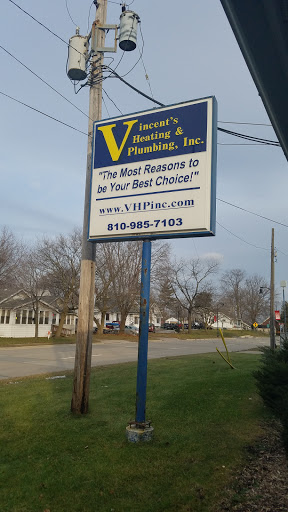 Vincent's
Heating &
Plumbing, Inc.
"The Most Reasons to
be Your Best Choice!"
www.VHPinc.com
810-985-7103